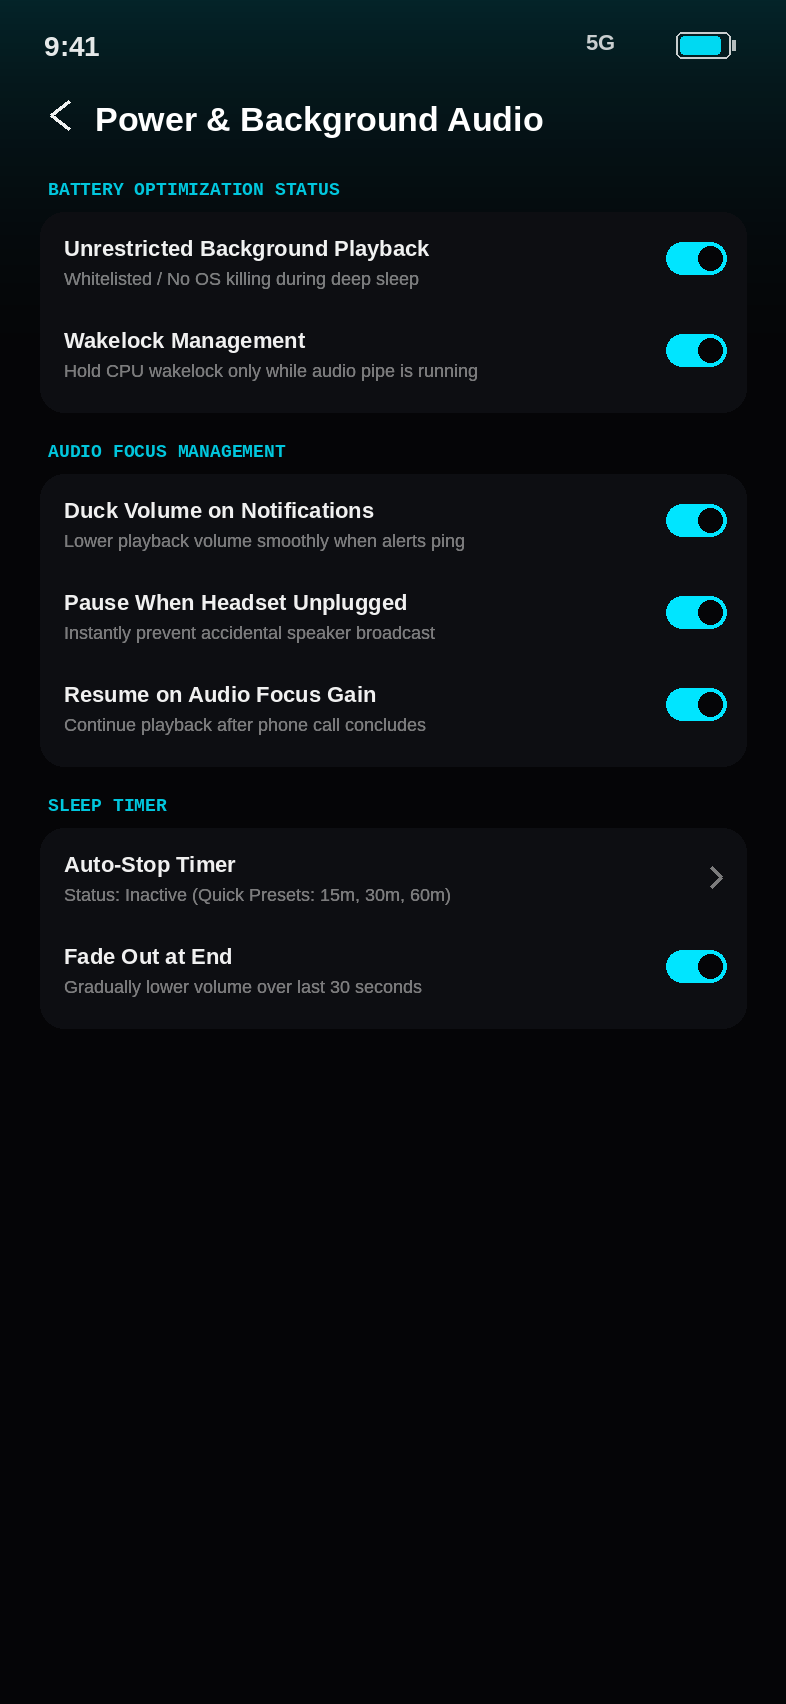 9:41
5G
Power & Background Audio
BATTERY OPTIMIZATION STATUS
Unrestricted Background Playback
Whitelisted / No OS killing during deep sleep
Wakelock Management
Hold CPU wakelock only while audio pipe is running
AUDIO FOCUS MANAGEMENT
Duck Volume on Notifications
Lower playback volume smoothly when alerts ping
Pause When Headset Unplugged
Instantly prevent accidental speaker broadcast
Resume on Audio Focus Gain
Continue playback after phone call concludes
SLEEP TIMER
Auto-Stop Timer
Status: Inactive (Quick Presets: 15m, 30m, 60m)
Fade Out at End
Gradually lower volume over last 30 seconds